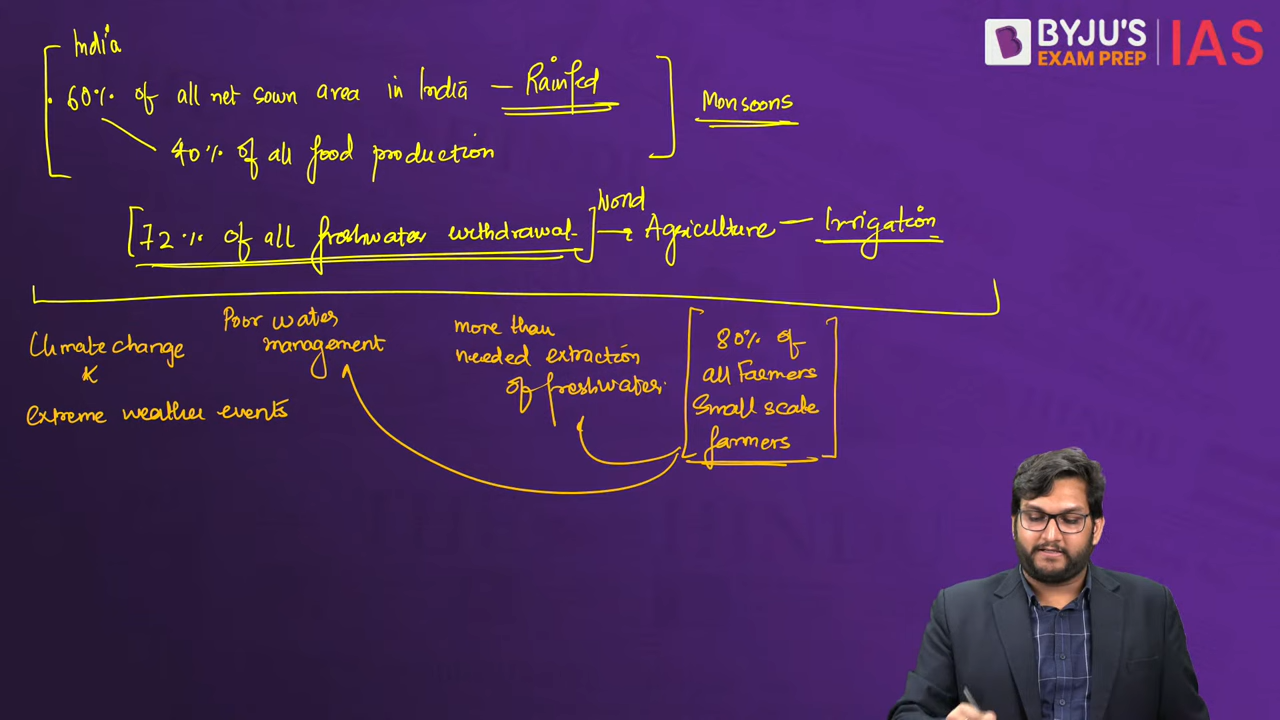 BYJU'S
EXAM PREP
IAS
India
60% of all net sown area in India — Rainfed
Monsoons
40% of all food production
72% of all freshwater withdrawal
World
→ Agriculture — Irrigation
Climate change
&
extreme weather events
Poor water
management
more than
needed extraction
of freshwater.
80% of
all Farmers
Small scale
farmers